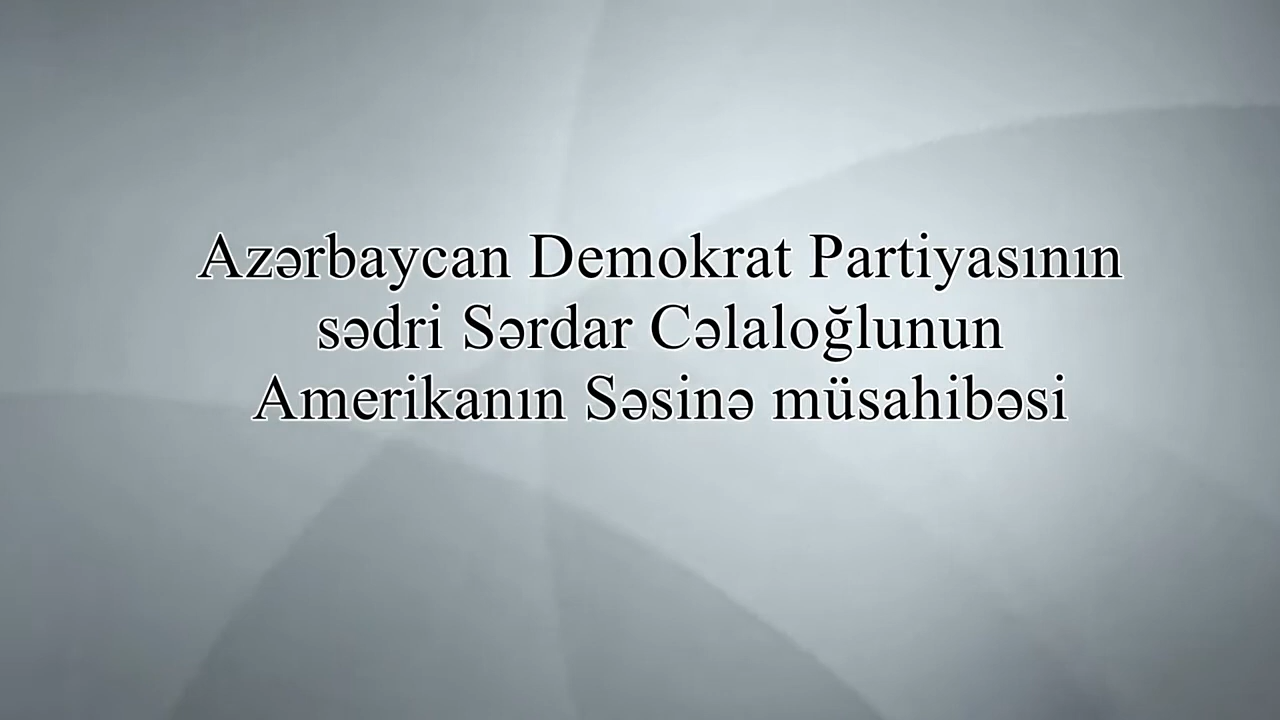 Azərbaycan Demokrat Partiyasının
sədri Sərdar Cəlaloğlunun
Amerikanın Səsinə müsahibəsi